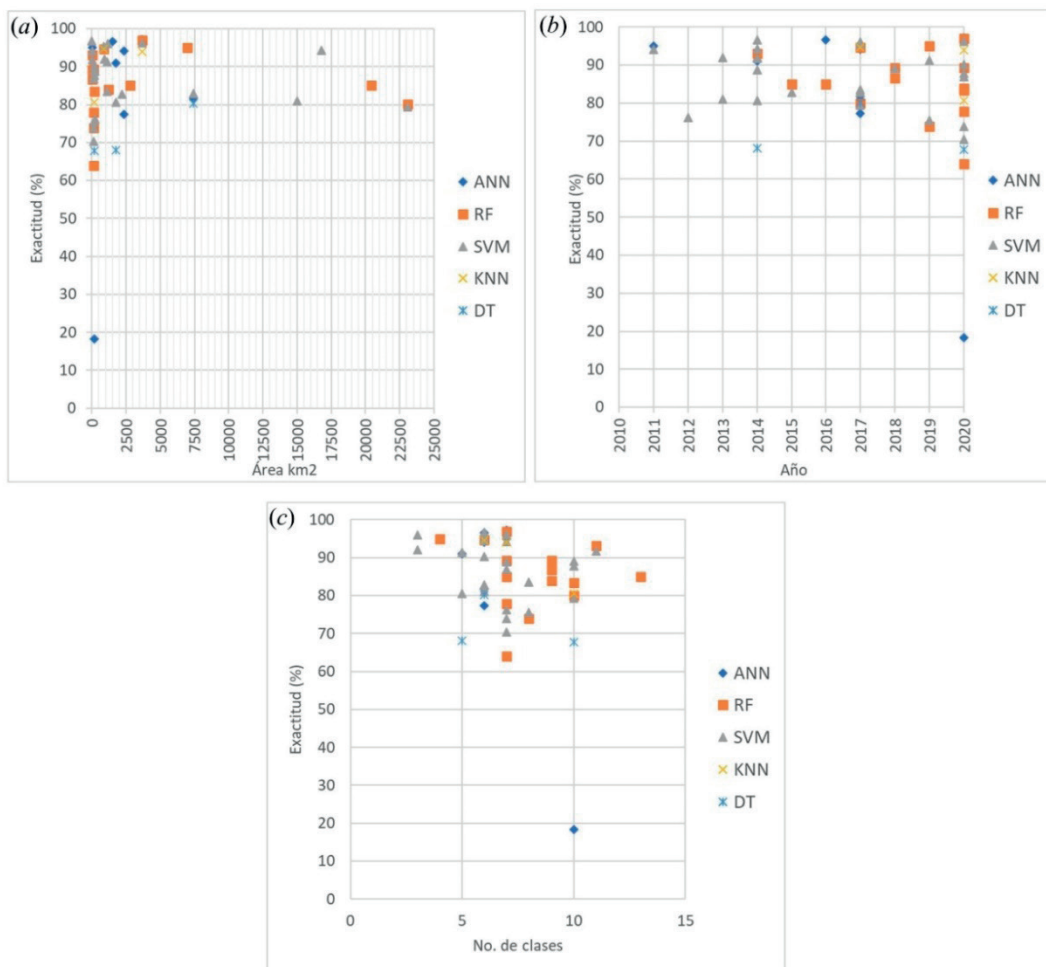 (a)
Exactitud (%)
100
90
80
70
60
50
40
30
20
10
0
0
2500
5000
7500
10000
12500
15000
17500
20000
22500
25000
Área km2
ANN
RF
SVM
KNN
DT
(b)
Exactitud (%)
100
90
80
70
60
50
40
30
20
10
0
2010
2011
2012
2013
2014
2015
2016
2017
2018
2019
2020
Año
ANN
RF
SVM
KNN
DT
(c)
Exactitud (%)
100
90
80
70
60
50
40
30
20
10
0
0
5
10
15
No. de clases
ANN
RF
SVM
KNN
DT